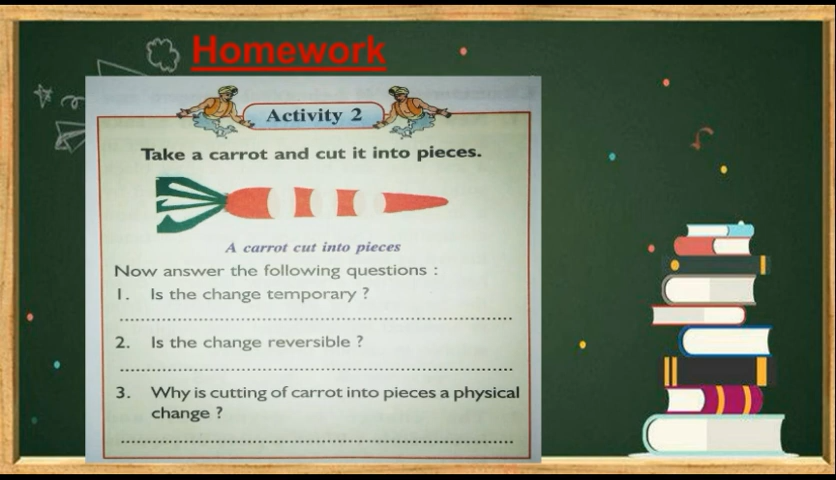 Homework
Activity 2
Take a carrot and cut it into pieces.
A carrot cut into pieces
Now answer the following questions :
1. Is the change temporary ?
2. Is the change reversible ?
3. Why is cutting of carrot into pieces a physical
change ?